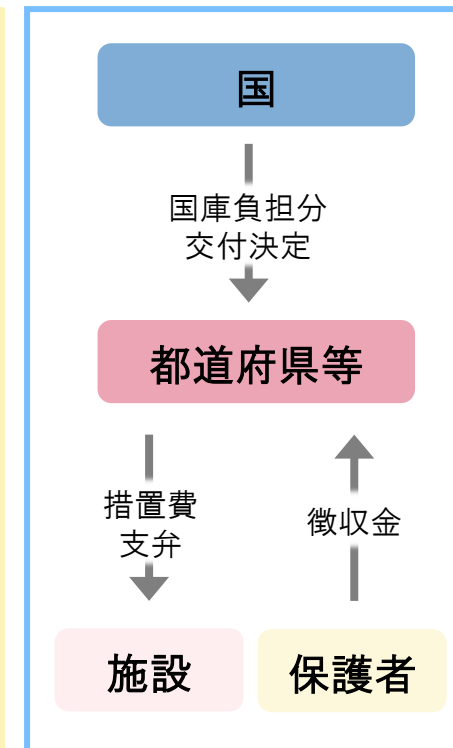 国
国庫負担分
交付決定
都道府県等
措置費
支弁
徴収金
施設
保護者